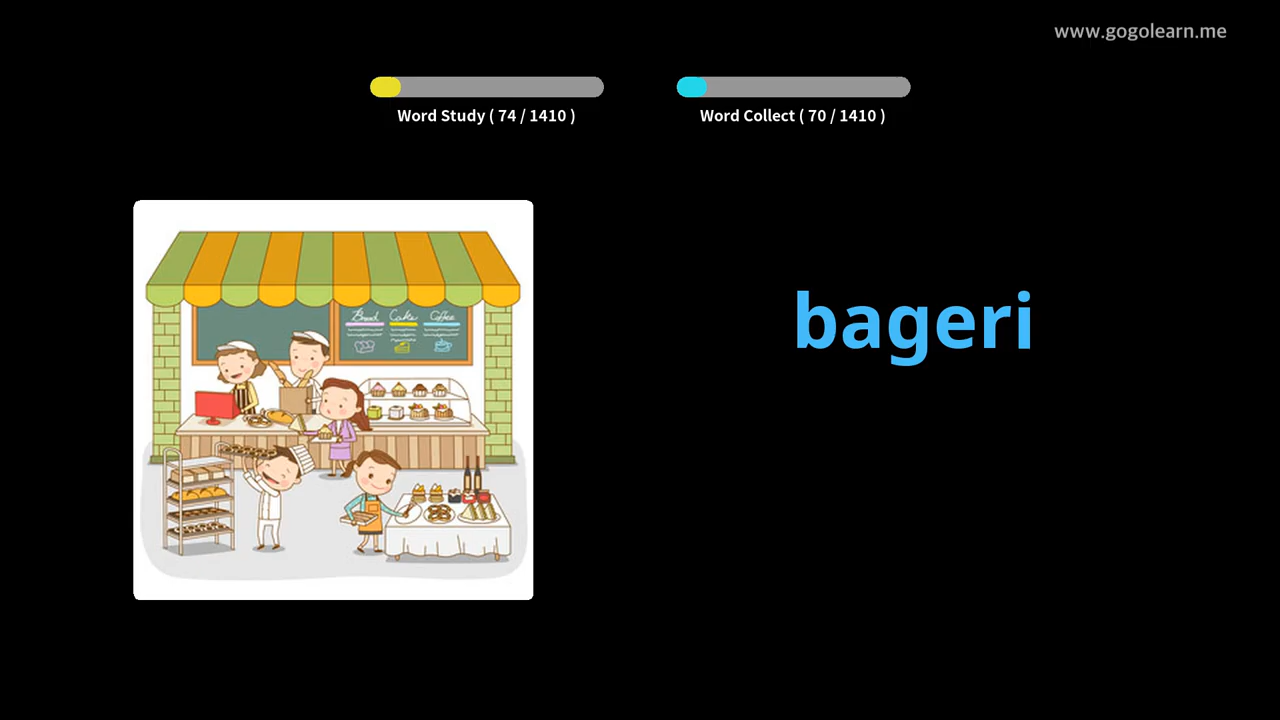 www.gogolearn.me
Word Study ( 74 / 1410 )
Word Collect ( 70 / 1410 )
Bread Cake Coffee
bageri